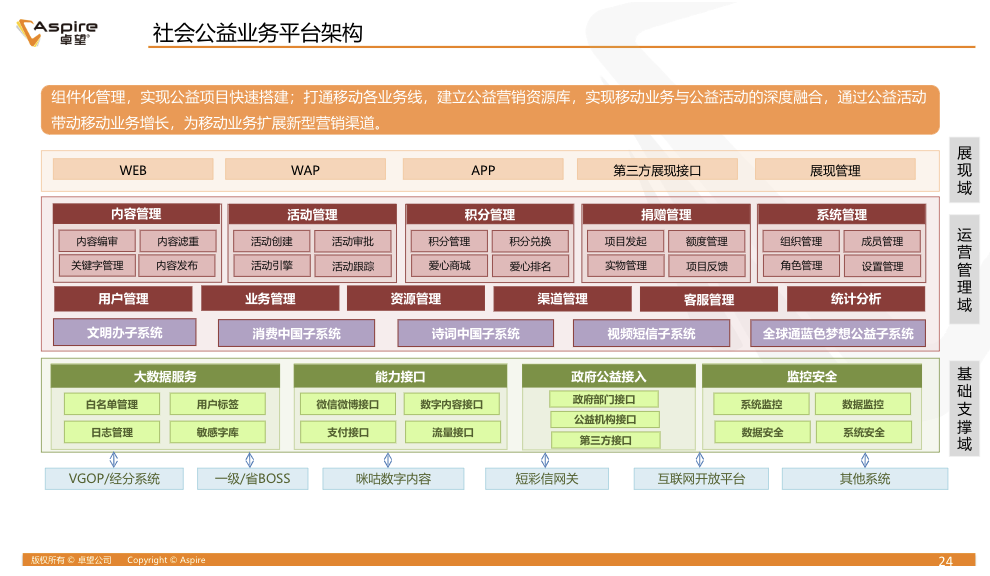 Aspire
卓望
社会公益业务平台架构
组件化管理，实现公益项目快速搭建；打通移动各业务线，建立公益营销资源库，实现移动业务与公益活动的深度融合，通过公益活动
带动移动业务增长，为移动业务扩展新型营销渠道。
WEB WAP APP 第三方展现接口 展现管理
展现域
内容管理 活动管理 积分管理 捐赠管理 系统管理
内容编审 内容滤重 活动创建 活动审批 积分管理 积分兑换 项目发起 额度管理 组织管理 成员管理
关键字管理 内容发布 活动引擎 活动跟踪 爱心商城 爱心排名 实物管理 项目反馈 角色管理 设置管理
用户管理 业务管理 资源管理 渠道管理 客服管理 统计分析
文明办子系统 消费中国子系统 诗词中国子系统 视频短信子系统 全球通蓝色梦想公益子系统
运营管理域
大数据服务 能力接口 政府公益接入 监控安全
白名单管理 用户标签 微信微博接口 数字内容接口 政府部门接口 系统监控 数据监控
公益机构接口
日志管理 敏感字库 支付接口 流量接口 第三方接口 数据安全 系统安全
基础支撑域
VGOP/经分系统 一级/省BOSS 咪咕数字内容 短彩信网关 互联网开放平台 其他系统
版权所有 © 卓望公司 Copyright © Aspire
24